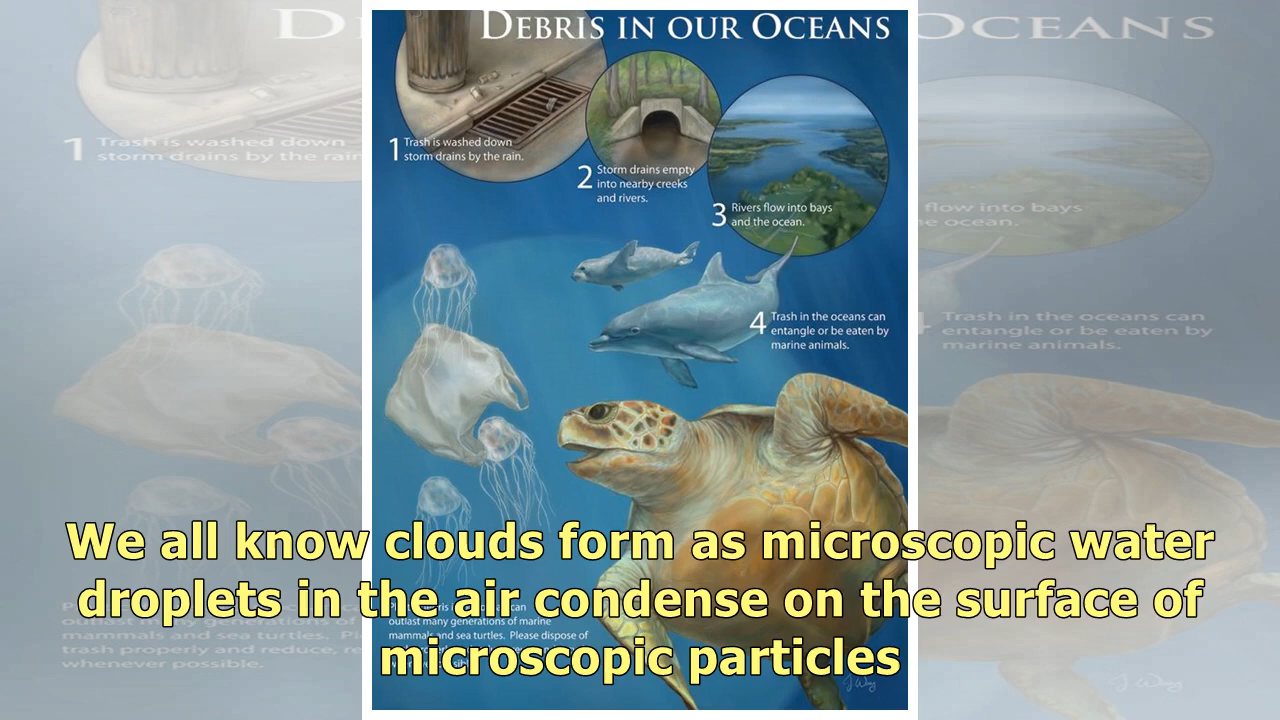 DEBRIS IN OUR OCEANS
1 Trash is washed down
storm drains by the rain.
2 Storm drains empty
into nearby creeks
and rivers.
3 Rivers flow into bays
and the ocean.
4 Trash in the oceans can
entangle or be eaten by
marine animals.
outlast many generations of marine
mammals and sea turtles. Please dispose of
We all know clouds form as microscopic water
droplets in the air condense on the surface of
microscopic particles